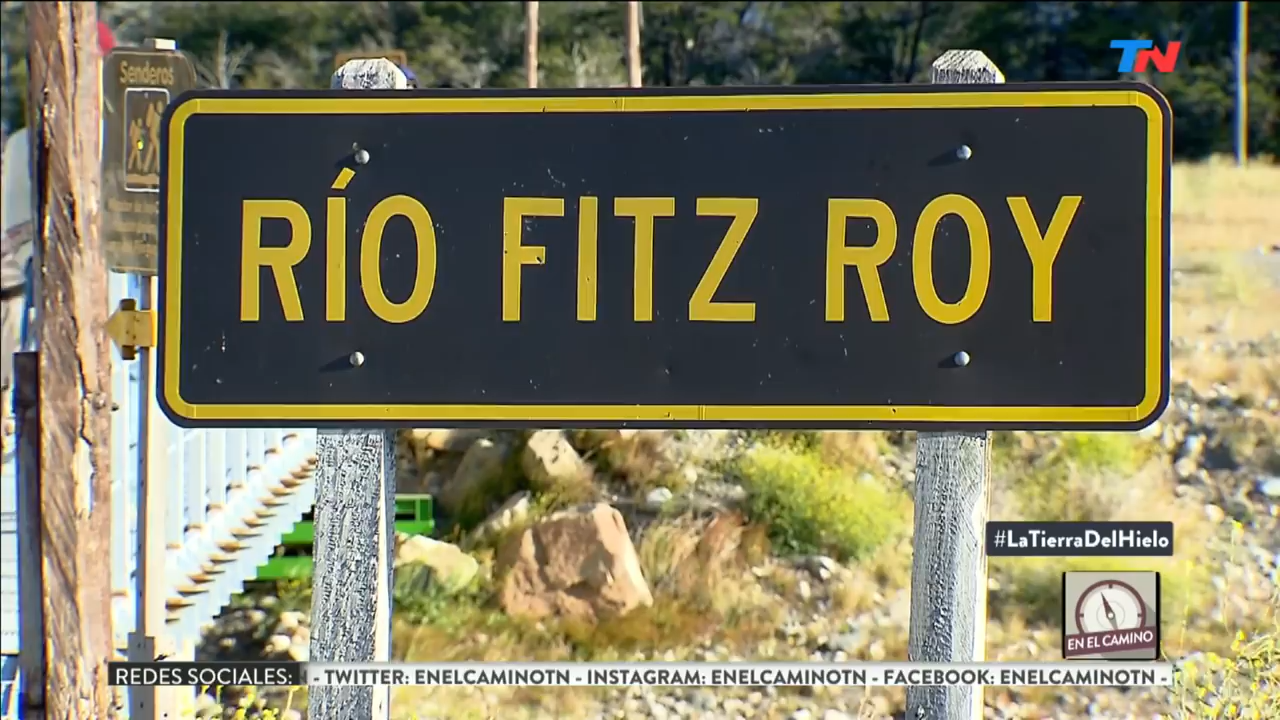 TN
Senderos
RÍO FITZ ROY
#LaTierraDelHielo
EN EL CAMINO
REDES SOCIALES: - TWITTER: ENELCAMINOTN - INSTAGRAM: ENELCAMINOTN - FACEBOOK: ENELCAMINOTN -